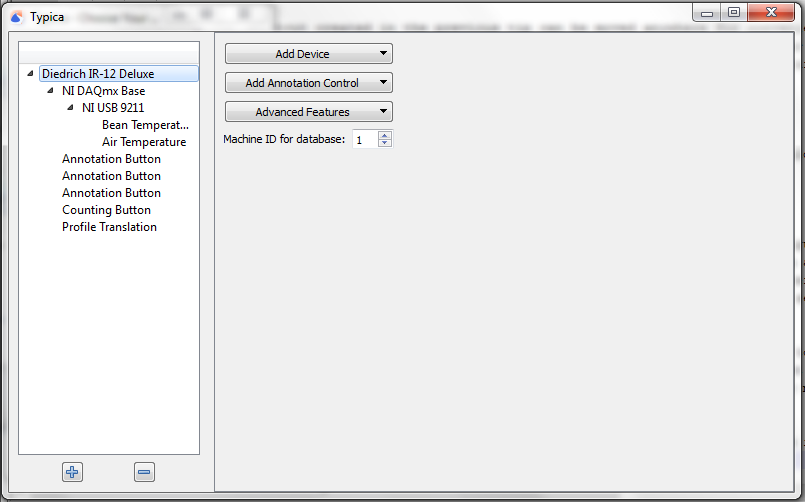 Typica
Diedrich IR-12 Deluxe
NI DAQmx Base
NI USB 9211
Bean Temperat...
Air Temperature
Annotation Button
Annotation Button
Annotation Button
Counting Button
Profile Translation
Add Device
Add Annotation Control
Advanced Features
Machine ID for database: 1